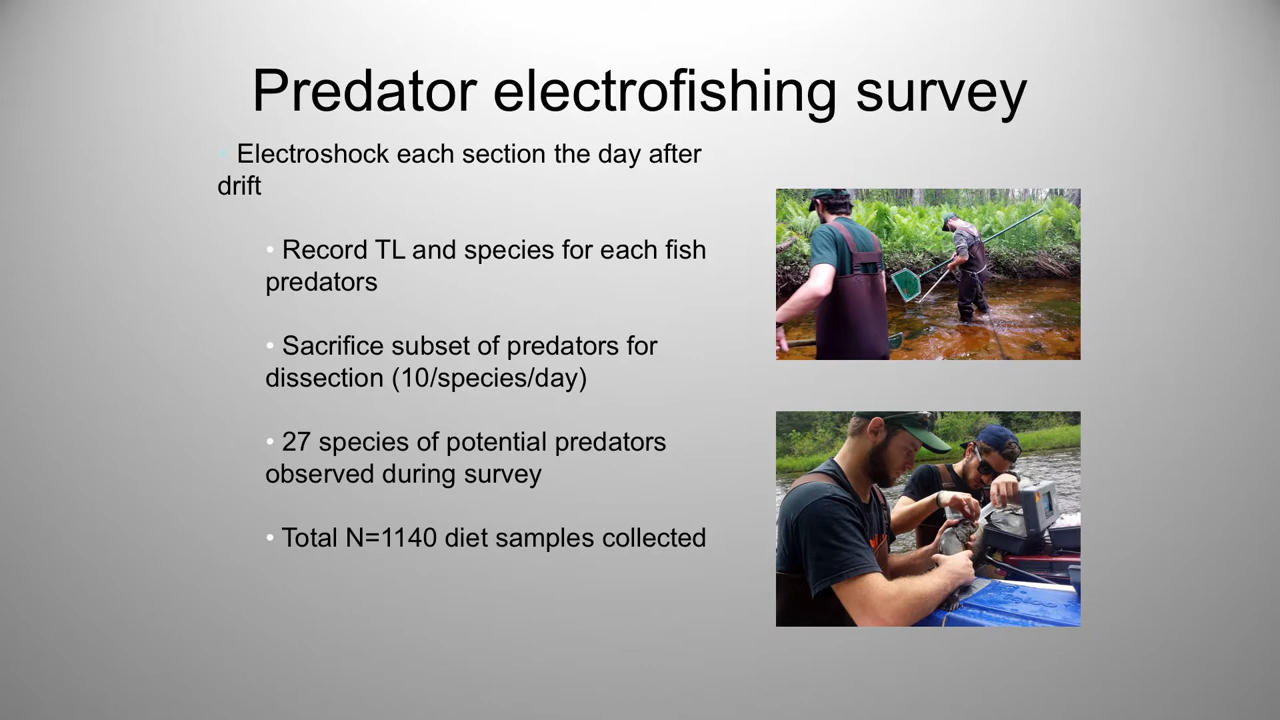 Predator electrofishing survey
• Electroshock each section the day after
drift
• Record TL and species for each fish
predators
• Sacrifice subset of predators for
dissection (10/species/day)
• 27 species of potential predators
observed during survey
• Total N=1140 diet samples collected